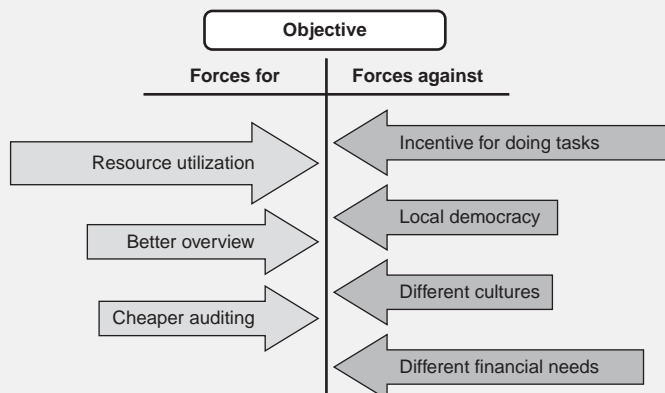 Objective
Forces for
Forces against
Resource utilization
Better overview
Cheaper auditing
Incentive for doing tasks
Local democracy
Different cultures
Different financial needs